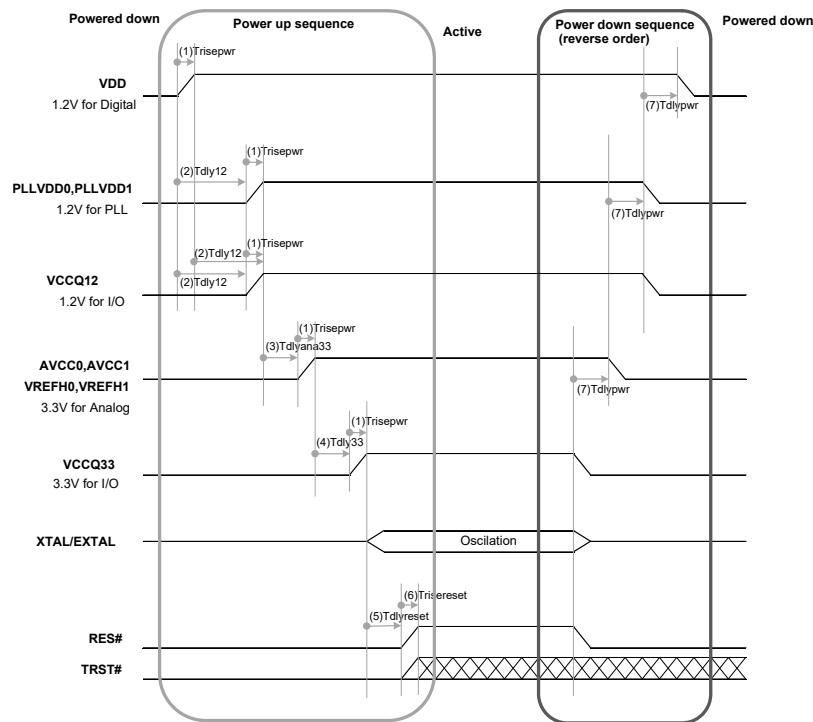 Powered down
Power up sequence
Active
Power down sequence
(reverse order)
Powered down
(1)Trisepwr
VDD
1.2V for Digital
(7)Tdlypwr
(1)Trisepwr
(2)Tdly12
PLLVDD0,PLLVDD1
1.2V for PLL
(7)Tdlypwr
(1)Trisepwr
(2)Tdly12
(2)Tdly12
VCCQ12
1.2V for I/O
(1)Trisepwr
(3)Tdlyana33
AVCC0,AVCC1
VREFH0,VREFH1
3.3V for Analog
(7)Tdlypwr
(1)Trisepwr
(4)Tdly33
VCCQ33
3.3V for I/O
XTAL/EXTAL
Oscilation
(6)Trisereset
(5)Tdlyreset
RES#
TRST#